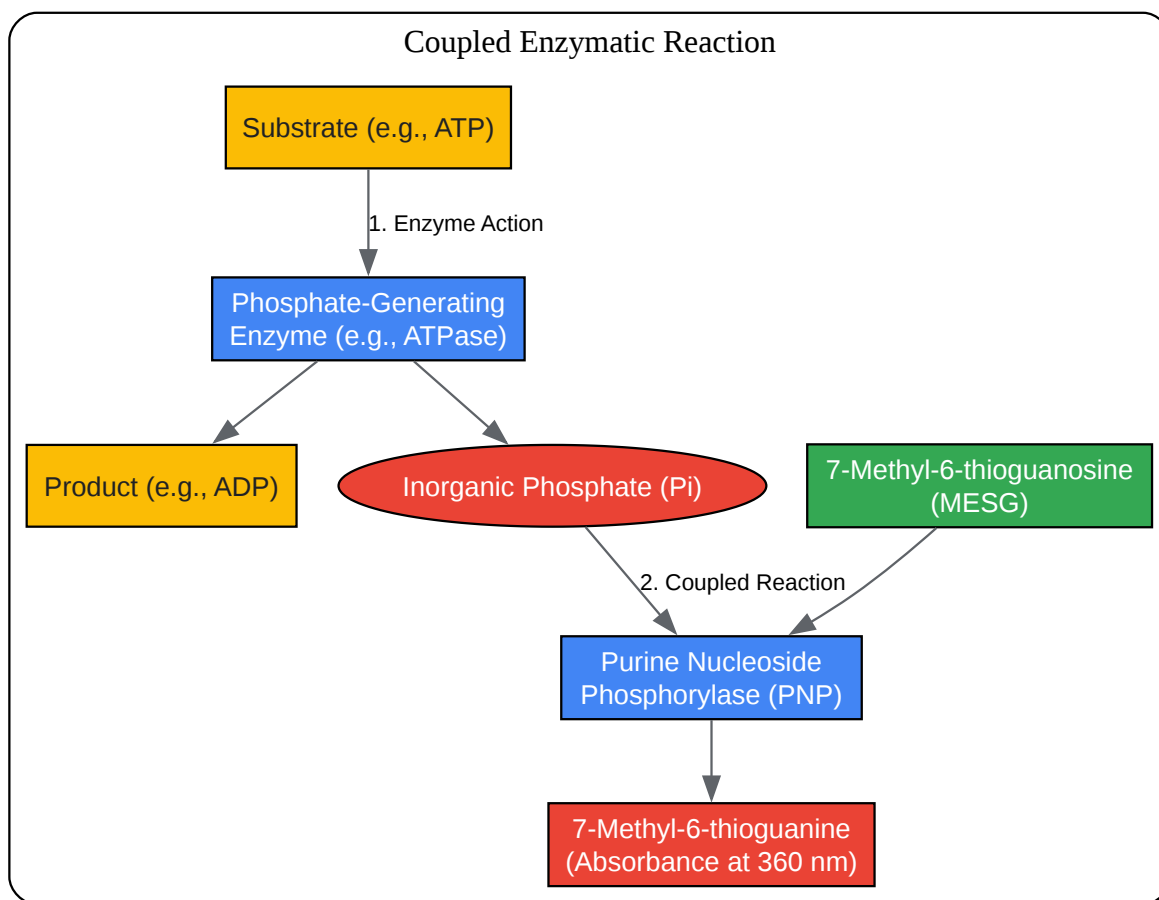 Coupled Enzymatic Reaction
Substrate (e.g., ATP)
1. Enzyme Action
Phosphate-Generating
Enzyme (e.g., ATPase)
Product (e.g., ADP)
Inorganic Phosphate (Pi)
7-Methyl-6-thioguanosine
(MESG)
2. Coupled Reaction
Purine Nucleoside
Phosphorylase (PNP)
7-Methyl-6-thioguanine
(Absorbance at 360 nm)